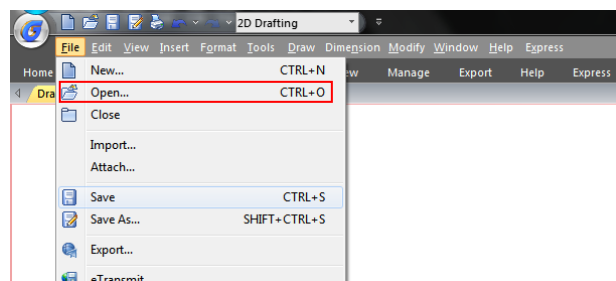 2D Drafting
File Edit View Insert Format Tools Draw Dimension Modify Window Help Express
Home Manage Export Help Express
New... CTRL+N
Open... CTRL+O
Close
Import...
Attach...
Save CTRL+S
Save As... SHIFT+CTRL+S
Export...
eTransmit